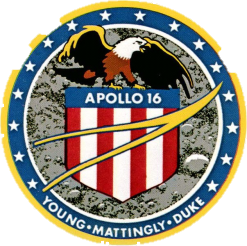 APOLLO 16
YOUNG • MATTINGLY • DUKE